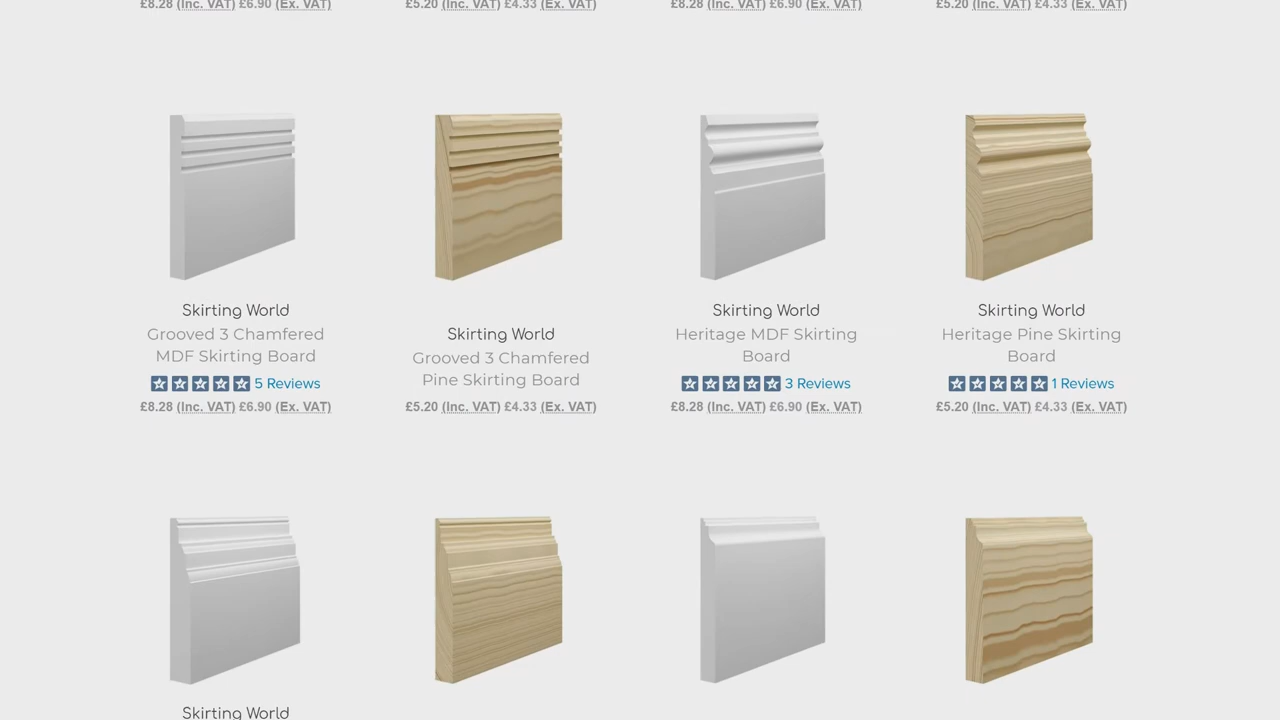 £8.28 (Inc. VAT) £6.90 (Ex. VAT)
£5.20 (Inc. VAT) £4.33 (Ex. VAT)
£8.28 (Inc. VAT) £6.90 (Ex. VAT)
£5.20 (Inc. VAT) £4.33 (Ex. VAT)
Skirting World
Grooved 3 Chamfered
MDF Skirting Board
5 Reviews
£8.28 (Inc. VAT) £6.90 (Ex. VAT)
Skirting World
Grooved 3 Chamfered
Pine Skirting Board
£5.20 (Inc. VAT) £4.33 (Ex. VAT)
Skirting World
Heritage MDF Skirting
Board
3 Reviews
£8.28 (Inc. VAT) £6.90 (Ex. VAT)
Skirting World
Heritage Pine Skirting
Board
1 Reviews
£5.20 (Inc. VAT) £4.33 (Ex. VAT)
Skirting World